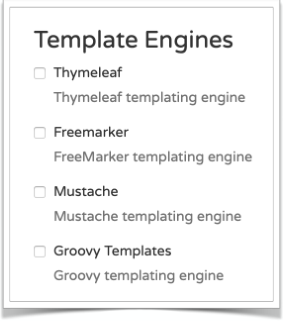 Template Engines
Thymeleaf
Thymeleaf templating engine
Freemarker
FreeMarker templating engine
Mustache
Mustache templating engine
Groovy Templates
Groovy templating engine